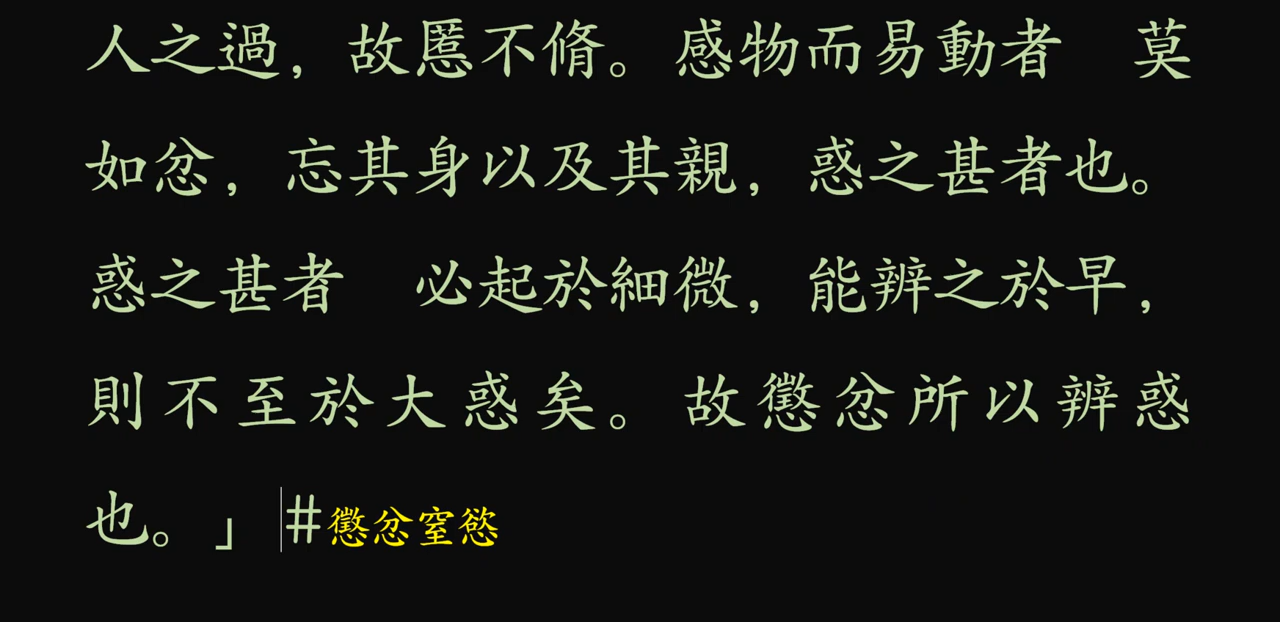 人之過，故慝不脩。感物而易動者　莫
如忿，忘其身以及其親，惑之甚者也。
惑之甚者　必起於細微，能辨之於早，
則不至於大惑矣。故懲忿所以辨惑
也。」#懲忿窒慾